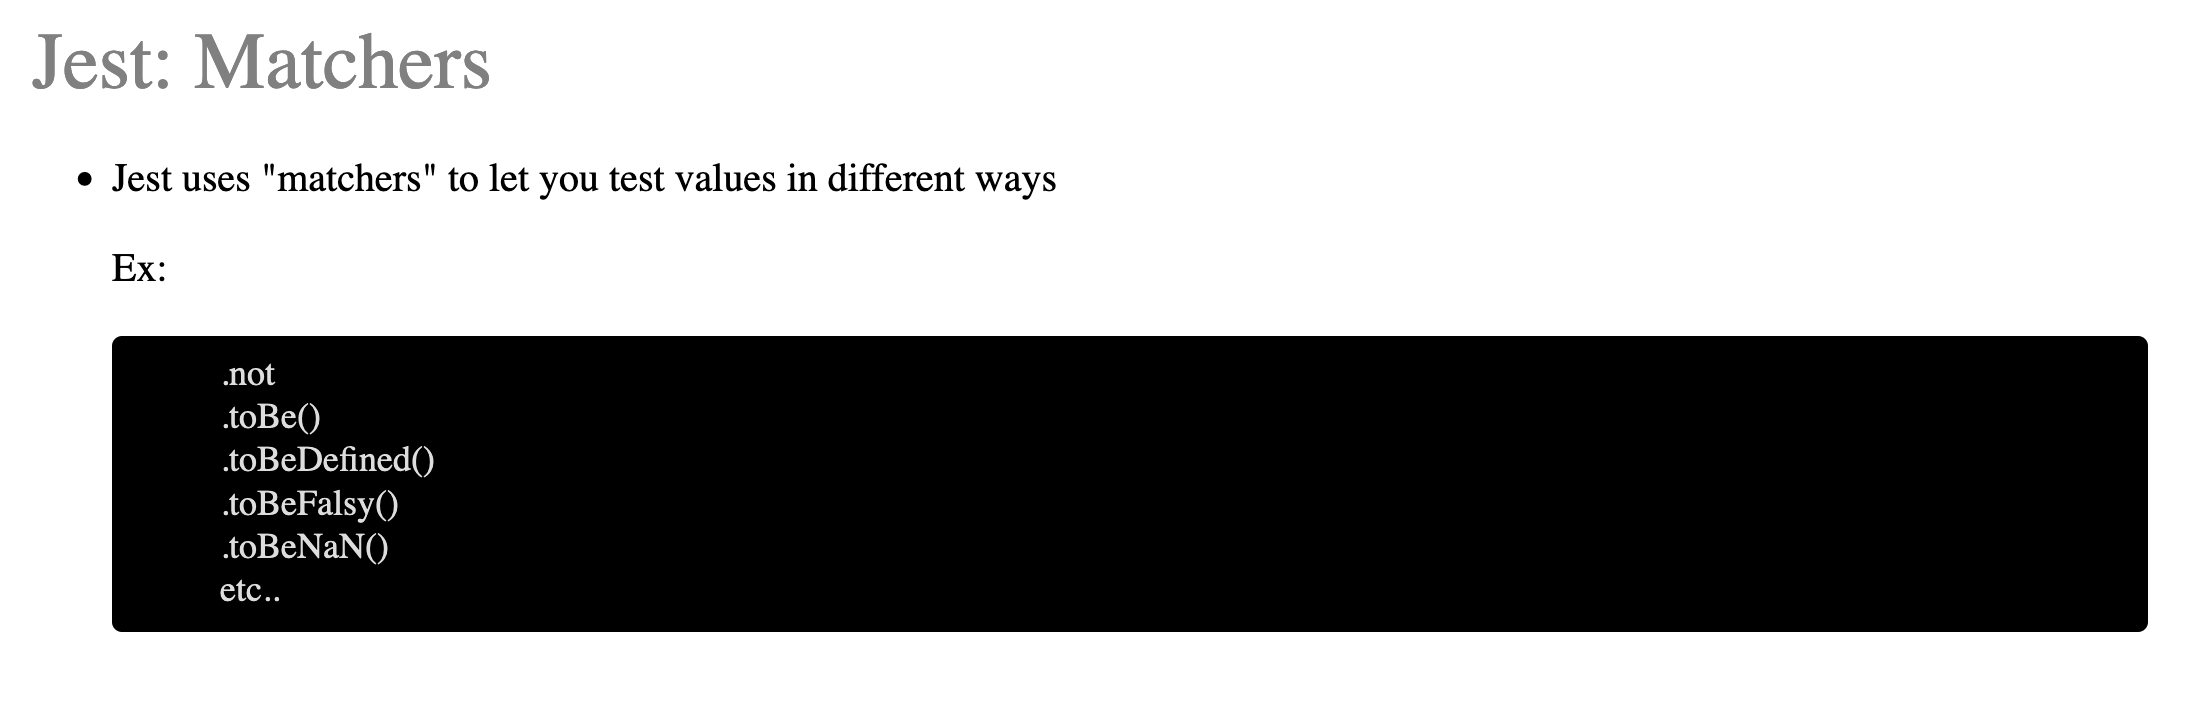 Jest: Matchers
Jest uses "matchers" to let you test values in different ways
Ex:
.not
.toBe()
.toBeDefined()
.toBeFalsy()
.toBeNaN()
etc..